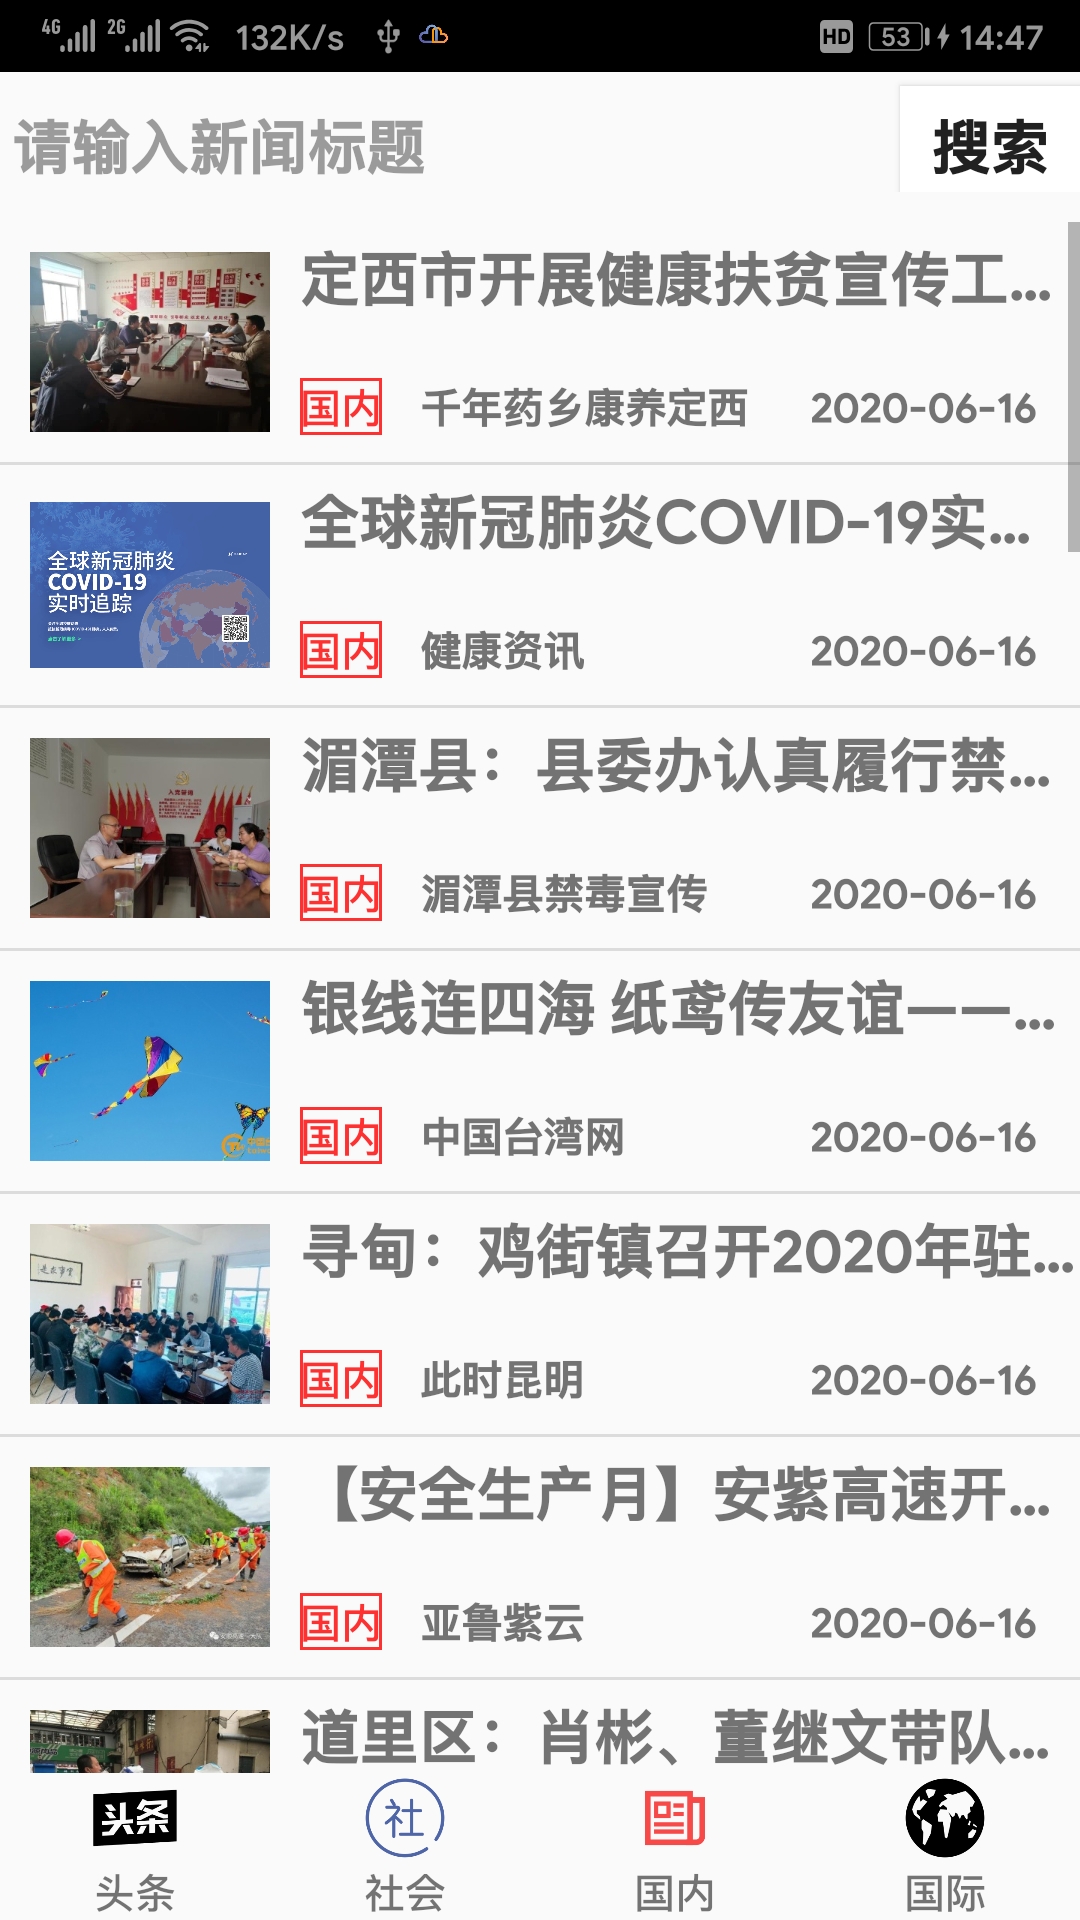 4G 2G 132K/s HD 53 14:47
请输入新闻标题 搜索
定西市开展健康扶贫宣传工...
国内 千年药乡康养定西 2020-06-16
全球新冠肺炎
COVID-19
实时追踪
全球新冠肺炎COVID-19实...
国内 健康资讯 2020-06-16
入党誓词
湄潭县：县委办认真履行禁...
国内 湄潭县禁毒宣传 2020-06-16
银线连四海 纸鸢传友谊——...
国内 中国台湾网 2020-06-16
寻甸：鸡街镇召开2020年驻...
国内 此时昆明 2020-06-16
【安全生产月】安紫高速开...
国内 亚鲁紫云 2020-06-16
道里区：肖彬、董继文带队...
头条 社
头条 社会 国内 国际